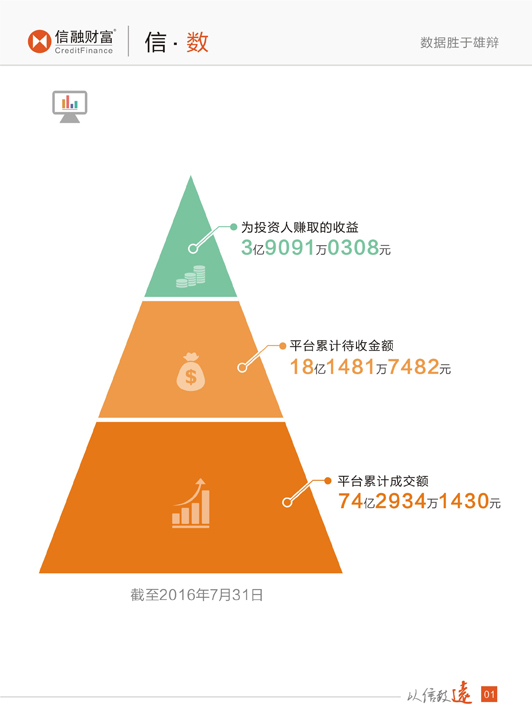 信融财富®
CreditFinance
信·数
数据胜于雄辩
为投资人赚取的收益
3亿9091万0308元
平台累计待收金额
18亿1481万7482元
$
平台累计成交额
74亿2934万1430元
截至2016年7月31日
以信致遠
01